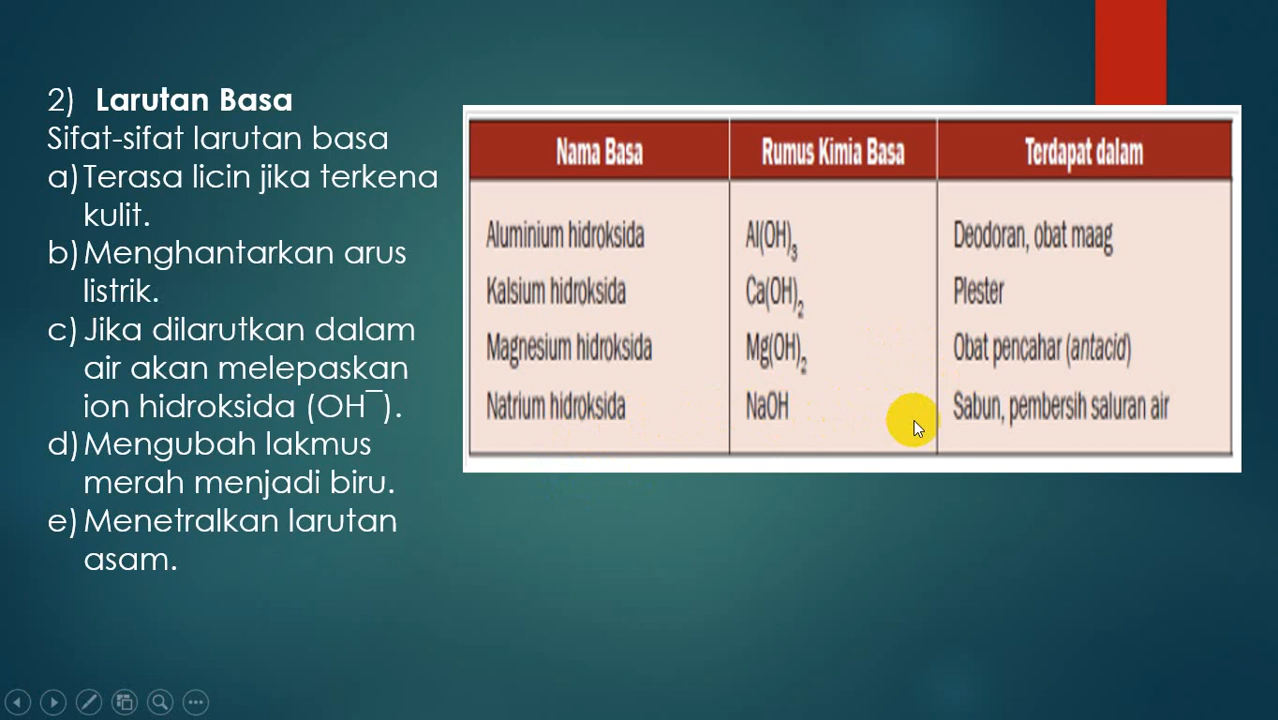 2) Larutan Basa
Sifat-sifat larutan basa
a) Terasa licin jika terkena
kulit.
b) Menghantarkan arus
listrik.
c) Jika dilarutkan dalam
air akan melepaskan
ion hidroksida (OH¯).
d) Mengubah lakmus
merah menjadi biru.
e) Menetralkan larutan
asam.
Nama Basa Rumus Kimia Basa Terdapat dalam
Aluminium hidroksida Al(OH)₃ Deodoran, obat maag
Kalsium hidroksida Ca(OH)₂ Plester
Magnesium hidroksida Mg(OH)₂ Obat pencahar (antacid)
Natrium hidroksida NaOH Sabun, pembersih saluran air